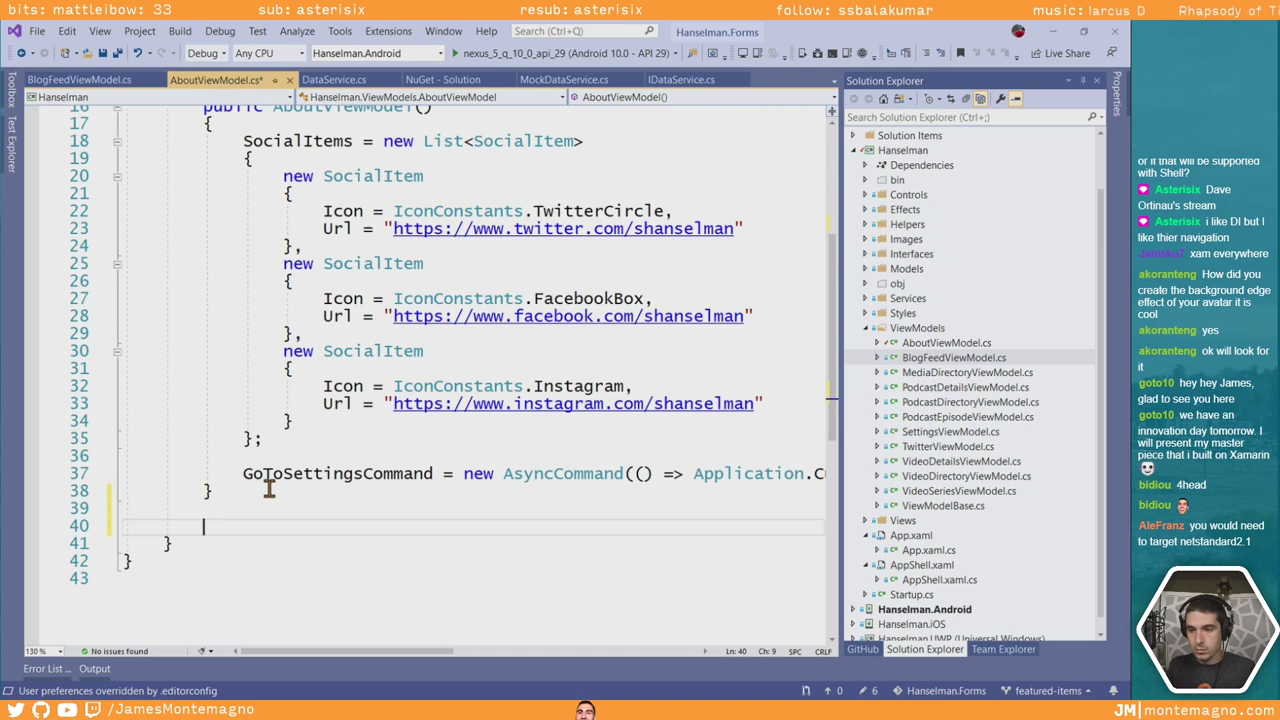 bits: mattleibow: 33
resub: asterisix
follow: ssbalakumar
music: larcus D Rhapsody of Ti
File Edit View Project Build Debug Test Analyze Tools Extensions Window Help
Search (Ctrl+Q)
Hanselman.Forms
Debug Any CPU Hanselman.Android nexus_5_q_10_0_api_29 (Android 10.0 - API 29) Live Share
Toolbox
Test Explorer
BlogFeedViewModel.cs AboutViewModel.cs* DataService.cs NuGet - Solution MockDataService.cs IDataService.cs
Hanselman Hanselman.ViewModels.AboutViewModel AboutViewModel()
16 public AboutViewModel()
17 {
18 SocialItems = new List<SocialItem>
19 {
20 new SocialItem
21 {
22 Icon = IconConstants.TwitterCircle,
23 Url = "https://www.twitter.com/shanselman"
24 },
25 new SocialItem
26 {
27 Icon = IconConstants.FacebookBox,
28 Url = "https://www.facebook.com/shanselman"
29 },
30 new SocialItem
31 {
32 Icon = IconConstants.Instagram,
33 Url = "https://www.instagram.com/shanselman"
34 }
35 };
36
37 GoToSettingsCommand = new AsyncCommand(() => Application.Cu
38 }
39
40
41 }
42 }
43
130 % No issues found Ln: 40 Ch: 9 SPC CRLF
Error List ... Output
User preferences overridden by .editorconfig
0 6 Hanselman.Forms featured-items
Solution Explorer
Search Solution Explorer (Ctrl+;)
Solution Items
Hanselman
Dependencies
bin
Controls
Effects
Helpers
Images
Interfaces
Models
obj
Services
Styles
ViewModels
AboutViewModel.cs
BlogFeedViewModel.cs
MediaDirectoryViewModel.cs
PodcastDetailsViewModel.cs
PodcastDirectoryViewModel.cs
PodcastEpisodeViewModel.cs
SettingsViewModel.cs
TwitterViewModel.cs
VideoDetailsViewModel.cs
VideoDirectoryViewModel.cs
VideoSeriesViewModel.cs
ViewModelBase.cs
Views
App.xaml
App.xaml.cs
AppShell.xaml
AppShell.xaml.cs
Startup.cs
Hanselman.Android
Hanselman.iOS
Hanselman.UWP (Universal Windows)
GitHub Solution Explorer Team Explorer
Properties
or if that will be supported
with Shell?
Asterisix Dave
Ortinau's stream
Asterisix i like DI but I
like thier navigation
Janisku7 xam everywhere
akoranteng How did you
create the background edge
effect of your avatar it is
cool
akoranteng yes
akoranteng ok will look for
it
goto10 hey hey James,
glad to see you here
goto10 we have an
innovation day tomorrow. I
will present my master
piece that i built on Xamarin
bidiou 4head
bidiou
AleFranz you would need
to target netstandard2.1
/JamesMontemagno
JM montemagno.com